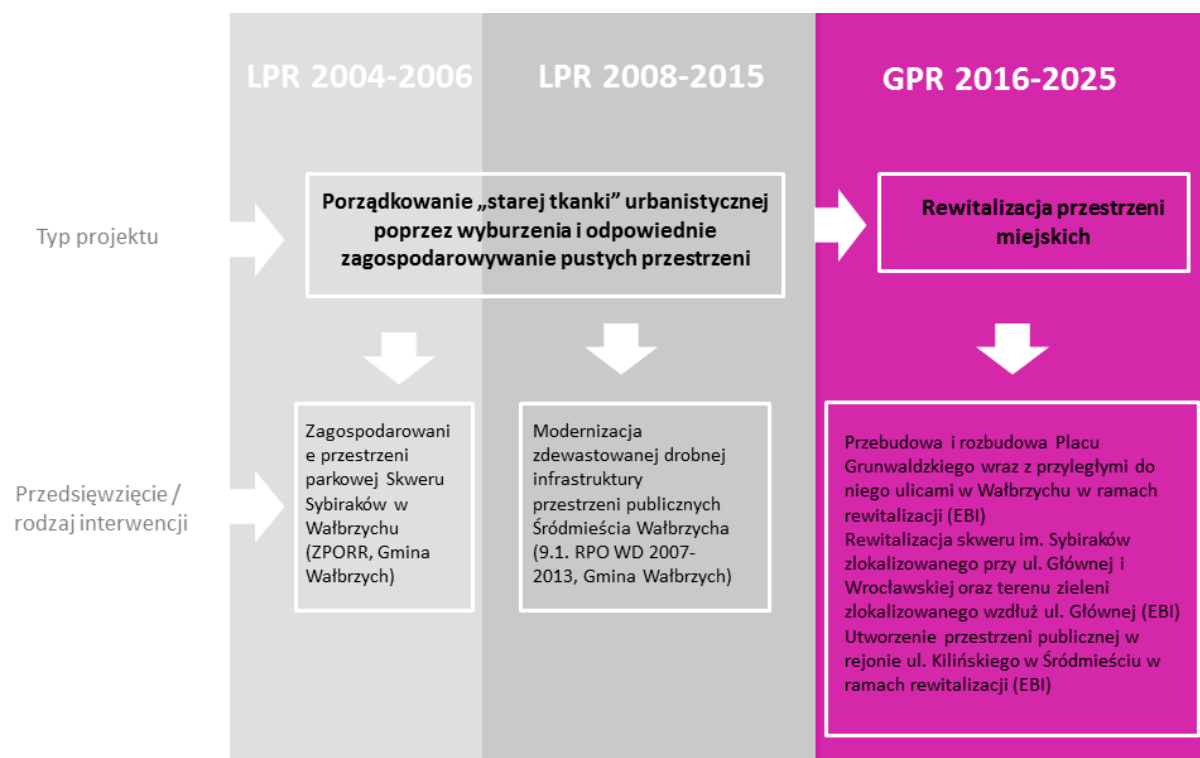 LPR 2004-2006
LPR 2008-2015
GPR 2016-2025
Typ projektu
Porządkowanie „starej tkanki” urbanistycznej
poprzez wyburzenia i odpowiednie
zagospodarowywanie pustych przestrzeni
Rewitalizacja przestrzeni
miejskich
Przedsięwzięcie /
rodzaj interwencji
Zagospodarowani
e przestrzeni
parkowej Skweru
Sybiraków w
Wałbrzychu
(ZPORR, Gmina
Wałbrzych)
Modernizacja
zdewastowanej drobnej
infrastruktury
przestrzeni publicznych
Śródmieścia Wałbrzycha
(9.1. RPO WD 2007-
2013, Gmina Wałbrzych)
Przebudowa i rozbudowa Placu
Grunwaldzkiego wraz z przyległymi do
niego ulicami w Wałbrzychu w ramach
rewitalizacji (EBI)
Rewitalizacja skweru im. Sybiraków
zlokalizowanego przy ul. Głównej i
Wrocławskiej oraz terenu zieleni
zlokalizowanego wzdłuż ul. Głównej (EBI)
Utworzenie przestrzeni publicznej w
rejonie ul. Kilińskiego w Śródmieściu w
ramach rewitalizacji (EBI)